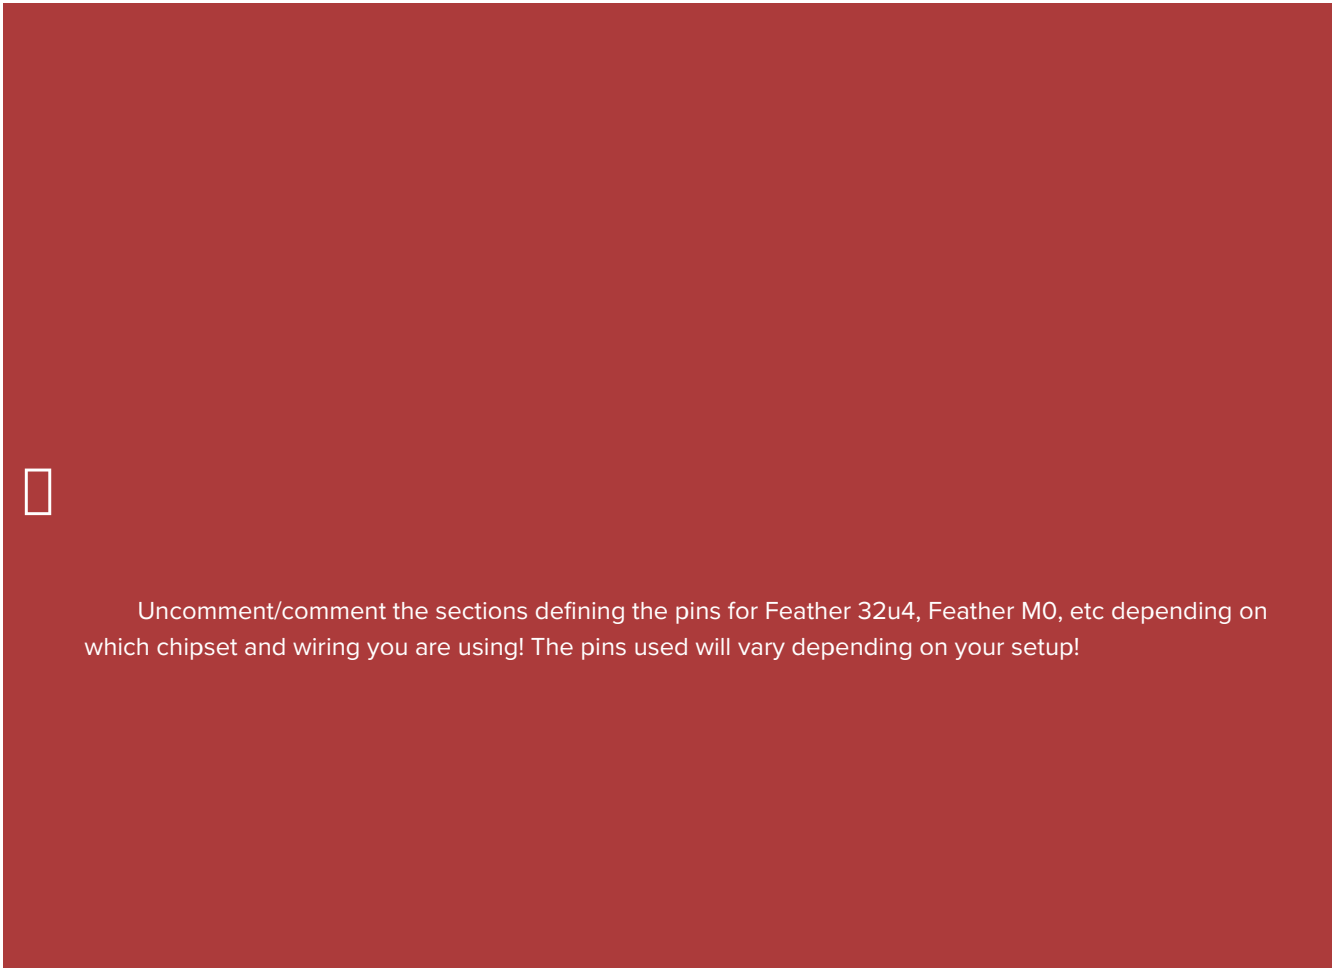 Uncomment/comment the sections defining the pins for Feather 32u4, Feather M0, etc depending on
which chipset and wiring you are using! The pins used will vary depending on your setup!